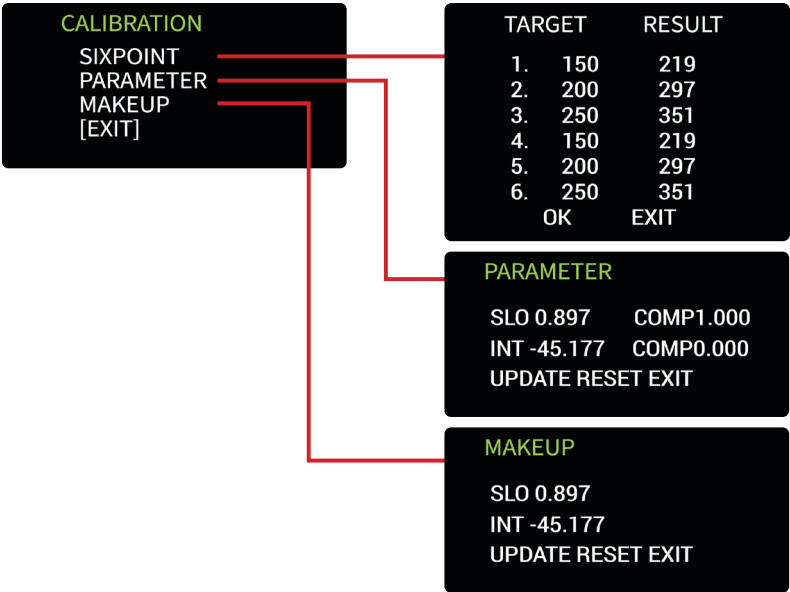 CALIBRATION
SIXPOINT
PARAMETER
MAKEUP
[EXIT]
TARGET RESULT
1. 150 219
2. 200 297
3. 250 351
4. 150 219
5. 200 297
6. 250 351
OK EXIT
PARAMETER
SLO 0.897 COMP1.000
INT -45.177 COMP0.000
UPDATE RESET EXIT
MAKEUP
SLO 0.897
INT -45.177
UPDATE RESET EXIT